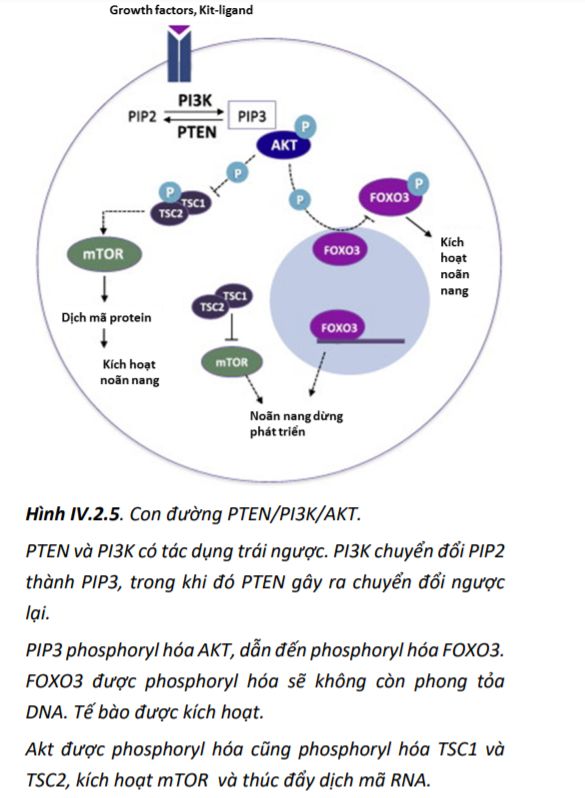 Growth factors, Kit-ligand
PI3K
PIP2
PIP3
PTEN
P
AKT
P
P
P
P
TSC1
TSC2
FOXO3
FOXO3
mTOR
Kích
hoạt
noãn
nang
Dịch mã protein
TSC1
TSC2
FOXO3
Kích hoạt
noãn nang
mTOR
Noãn nang dừng
phát triển
Hình IV.2.5. Con đường PTEN/PI3K/AKT.
PTEN và PI3K có tác dụng trái ngược. PI3K chuyển đổi PIP2
thành PIP3, trong khi đó PTEN gây ra chuyển đổi ngược
lại.
PIP3 phosphoryl hóa AKT, dẫn đến phosphoryl hóa FOXO3.
FOXO3 được phosphoryl hóa sẽ không còn phong tỏa
DNA. Tế bào được kích hoạt.
Akt được phosphoryl hóa cũng phosphoryl hóa TSC1 và
TSC2, kích hoạt mTOR và thúc đẩy dịch mã RNA.